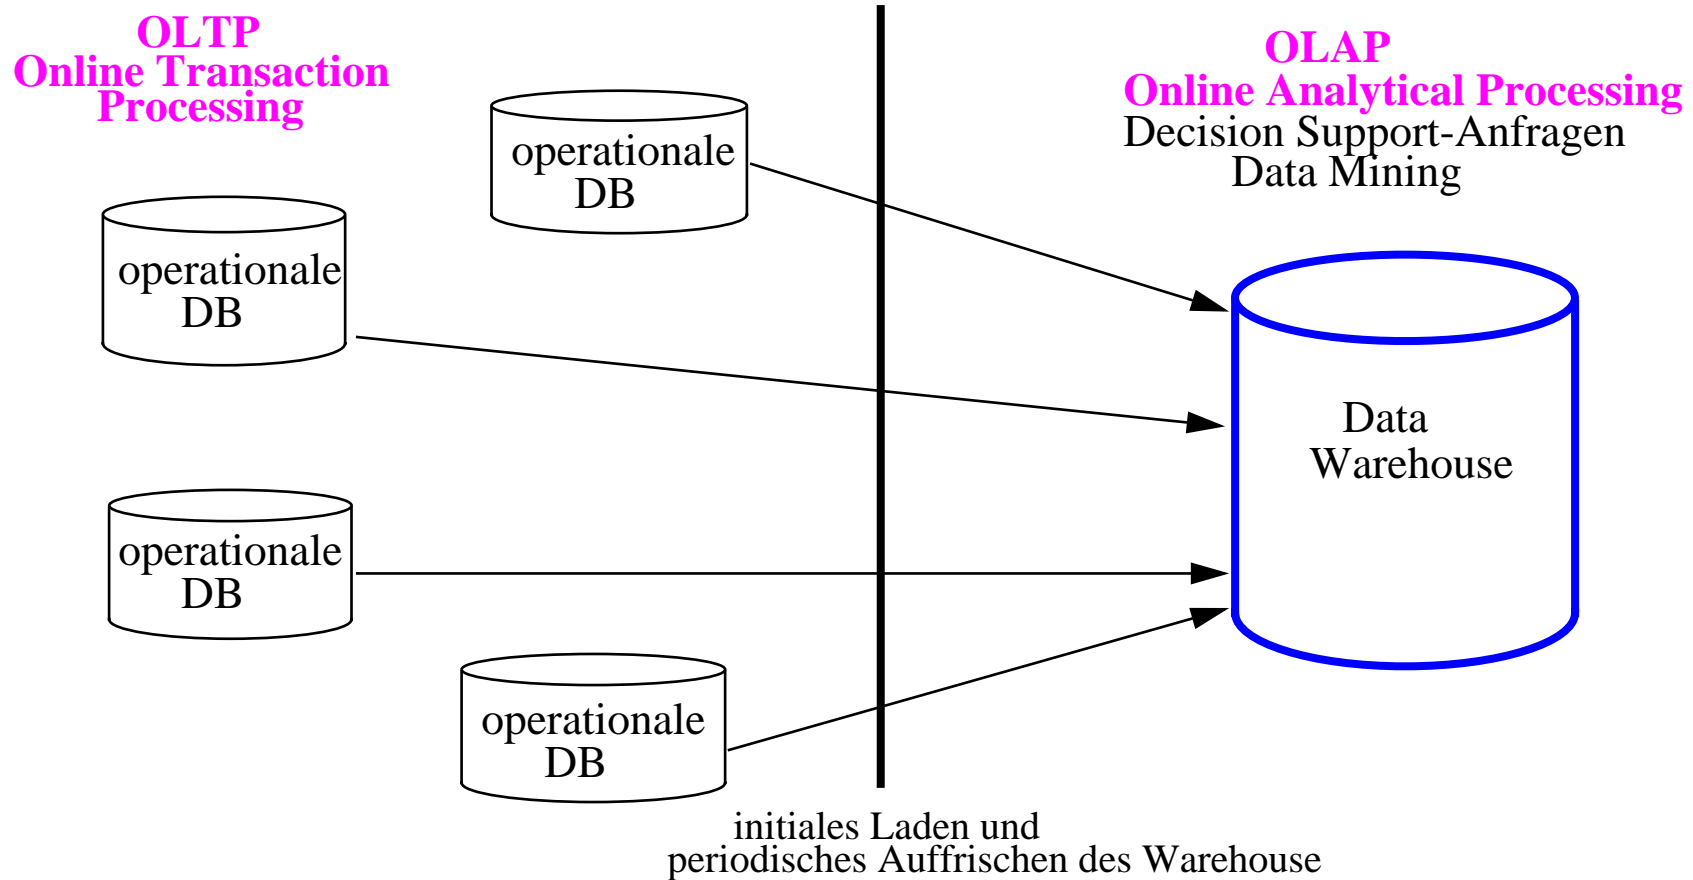 OLTP
Online Transaction
Processing
OLAP
Online Analytical Processing
Decision Support-Anfragen
Data Mining
operationale
DB
operationale
DB
Data
Warehouse
operationale
DB
operationale
DB
initiales Laden und
periodisches Auffrischen des Warehouse